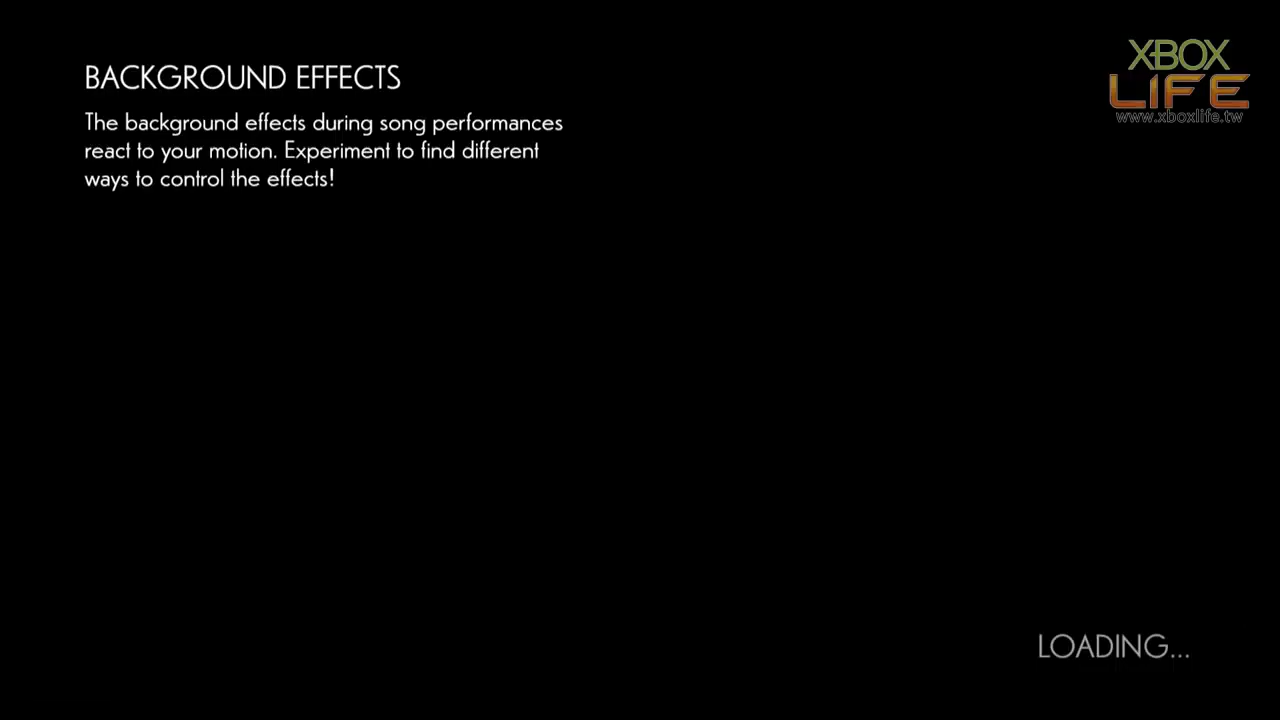 BACKGROUND EFFECTS
The background effects during song performances
react to your motion. Experiment to find different
ways to control the effects!
XBOX
LIFE
www.xboxlife.tw
LOADING...